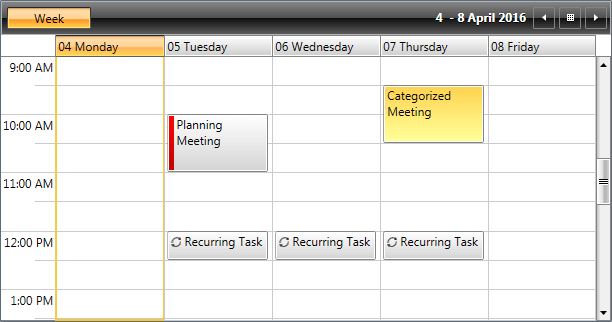 Week
4 - 8 April 2016
04 Monday
05 Tuesday
06 Wednesday
07 Thursday
08 Friday
9:00 AM
Categorized
Meeting
10:00 AM
Planning
Meeting
11:00 AM
12:00 PM
Recurring Task
Recurring Task
Recurring Task
1:00 PM